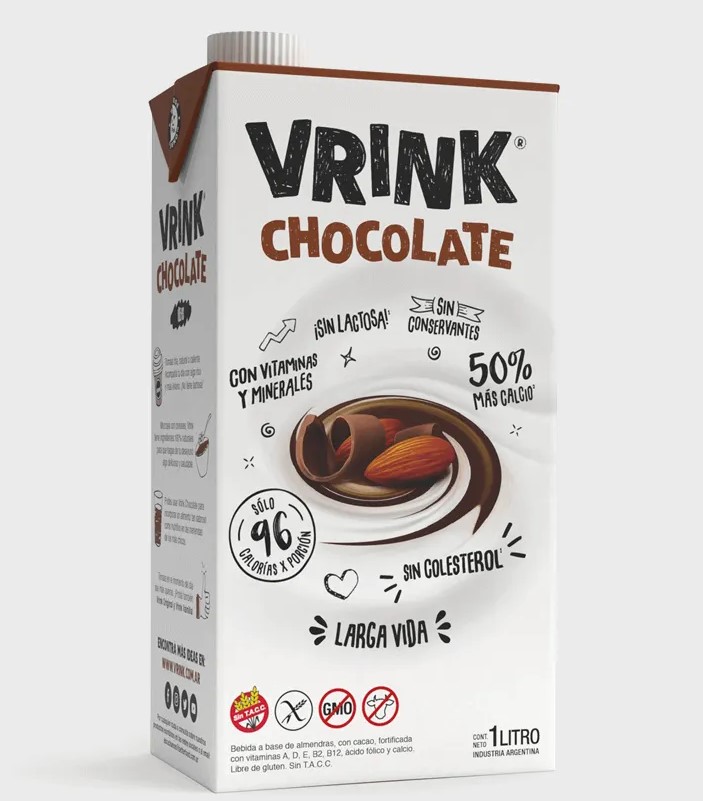 VRINK®
CHOCOLATE
¡SIN LACTOSA!
SIN
CONSERVANTES
CON VITAMINAS
Y MINERALES
50%
MÁS CALCIO
SÓLO
96
CALORÍAS X PORCIÓN
SIN COLESTEROL
LARGA VIDA
Sin T.A.C.C.
GMO
Bebida a base de almendras, con cacao, fortificada
con vitaminas A, D, E, B2, B12, ácido fólico y calcio.
Libre de gluten. Sin T.A.C.C.
CONT.
NETO
1 LITRO
INDUSTRIA ARGENTINA
VRINK
CHOCOLATE
ENCONTRÁ MÁS IDEAS EN:
WWW.VRINK.COM.AR